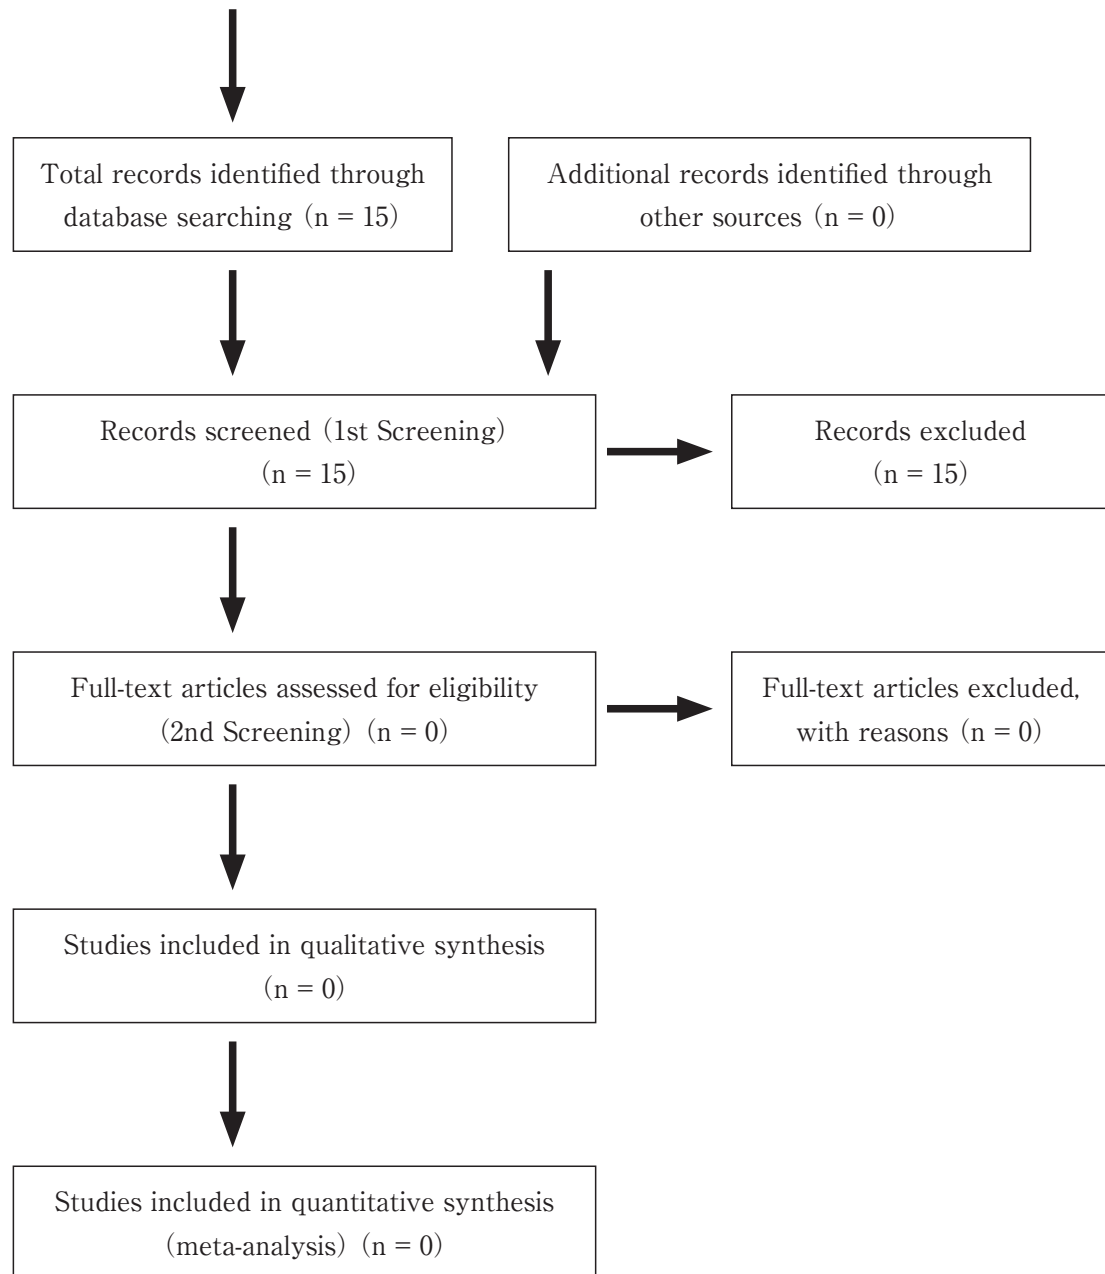 Total records identified through
database searching (n = 15)
Additional records identified through
other sources (n = 0)
Records screened (1st Screening)
(n = 15)
Records excluded
(n = 15)
Full-text articles assessed for eligibility
(2nd Screening) (n = 0)
Full-text articles excluded,
with reasons (n = 0)
Studies included in qualitative synthesis
(n = 0)
Studies included in quantitative synthesis
(meta-analysis) (n = 0)